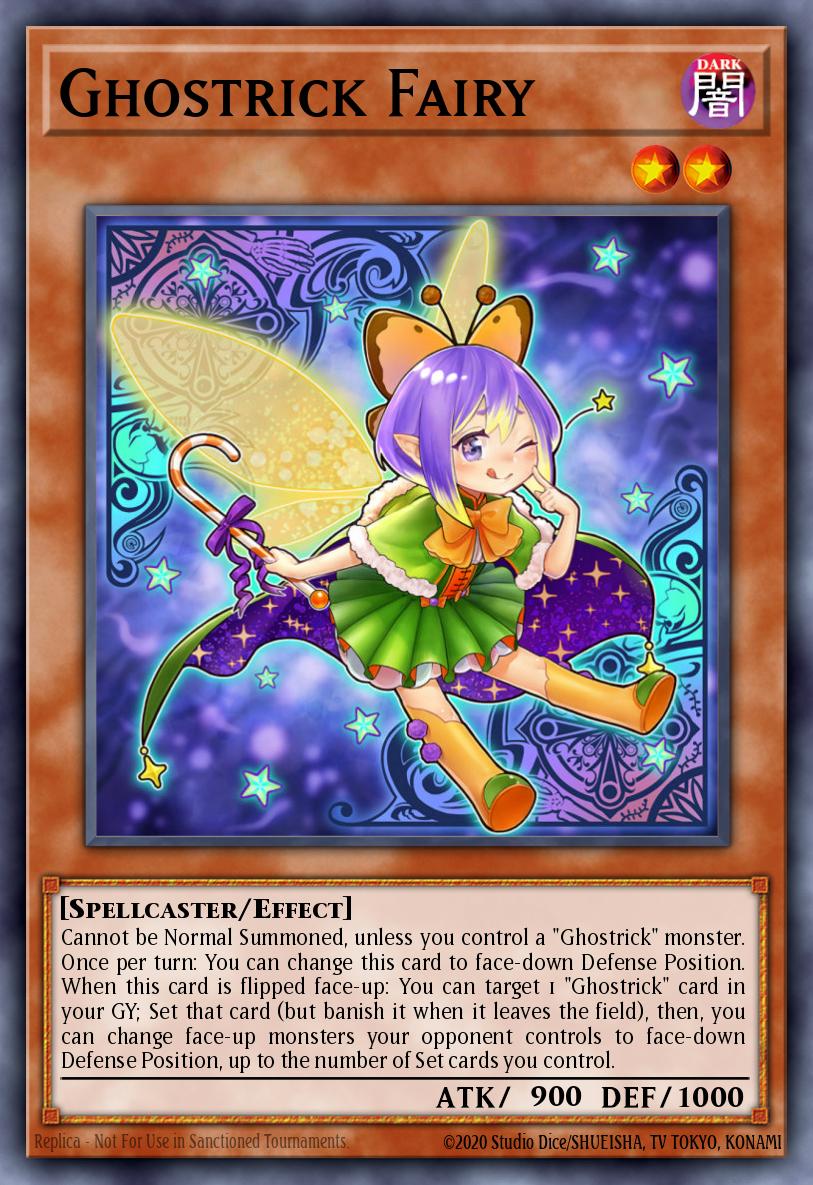 Ghostrick Fairy
DARK
闇
[Spellcaster/Effect]
Cannot be Normal Summoned, unless you control a "Ghostrick" monster.
Once per turn: You can change this card to face-down Defense Position.
When this card is flipped face-up: You can target 1 "Ghostrick" card in
your GY; Set that card (but banish it when it leaves the field), then, you
can change face-up monsters your opponent controls to face-down
Defense Position, up to the number of Set cards you control.
ATK/ 900 DEF/1000
Replica - Not For Use in Sanctioned Tournaments.
©2020 Studio Dice/SHUEISHA, TV TOKYO, KONAMI